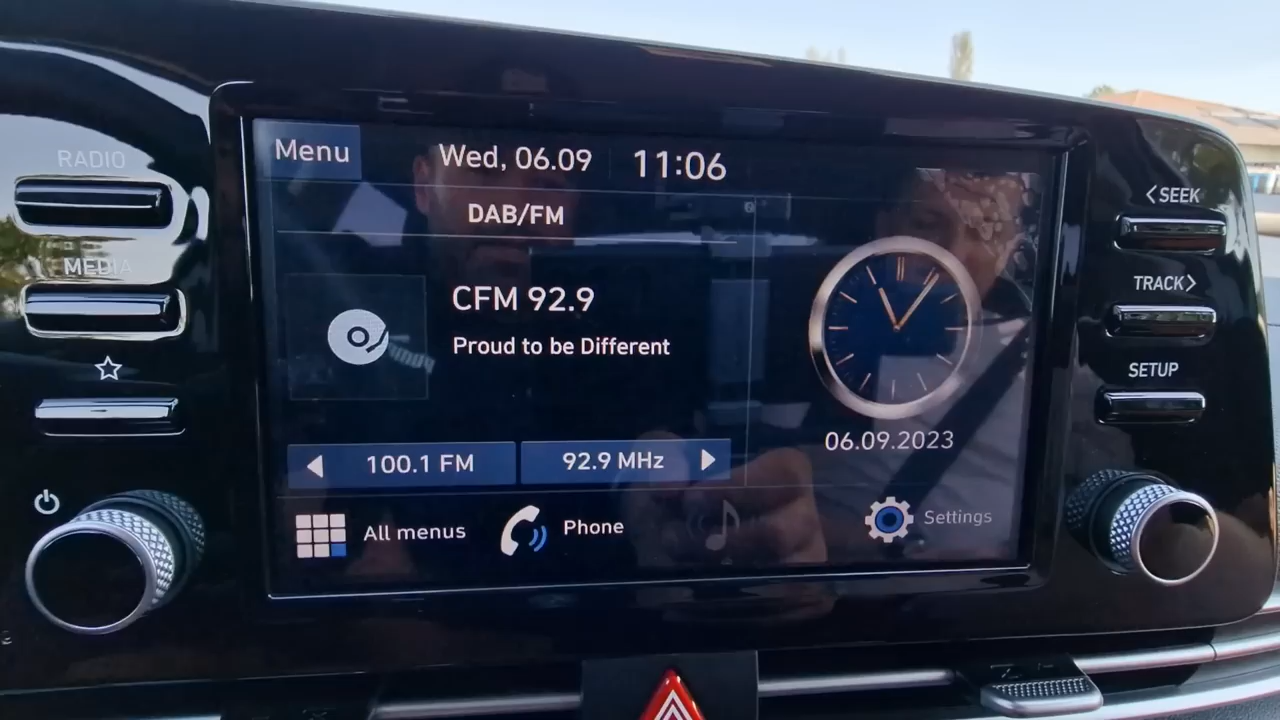 RADIO
MEDIA
Menu
Wed, 06.09
11:06
DAB/FM
CFM 92.9
Proud to be Different
100.1 FM
92.9 MHz
06.09.2023
All menus
Phone
Settings
<SEEK
TRACK>
SETUP